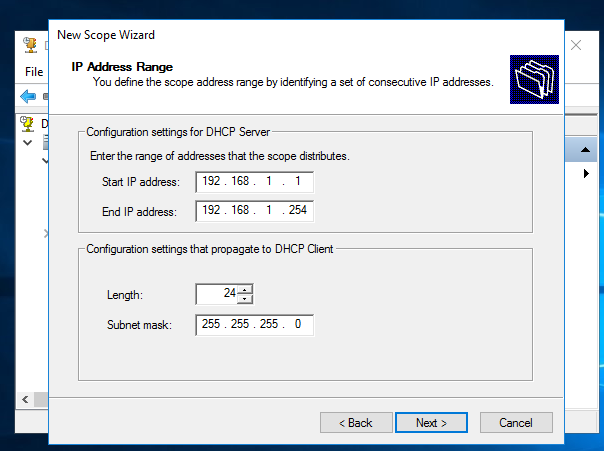 New Scope Wizard
IP Address Range
You define the scope address range by identifying a set of consecutive IP addresses.
File
D
Configuration settings for DHCP Server
Enter the range of addresses that the scope distributes.
Start IP address: 192 . 168 . 1 . 1
End IP address: 192 . 168 . 1 . 254
Configuration settings that propagate to DHCP Client
Length: 24
Subnet mask: 255 . 255 . 255 . 0
< Back Next > Cancel